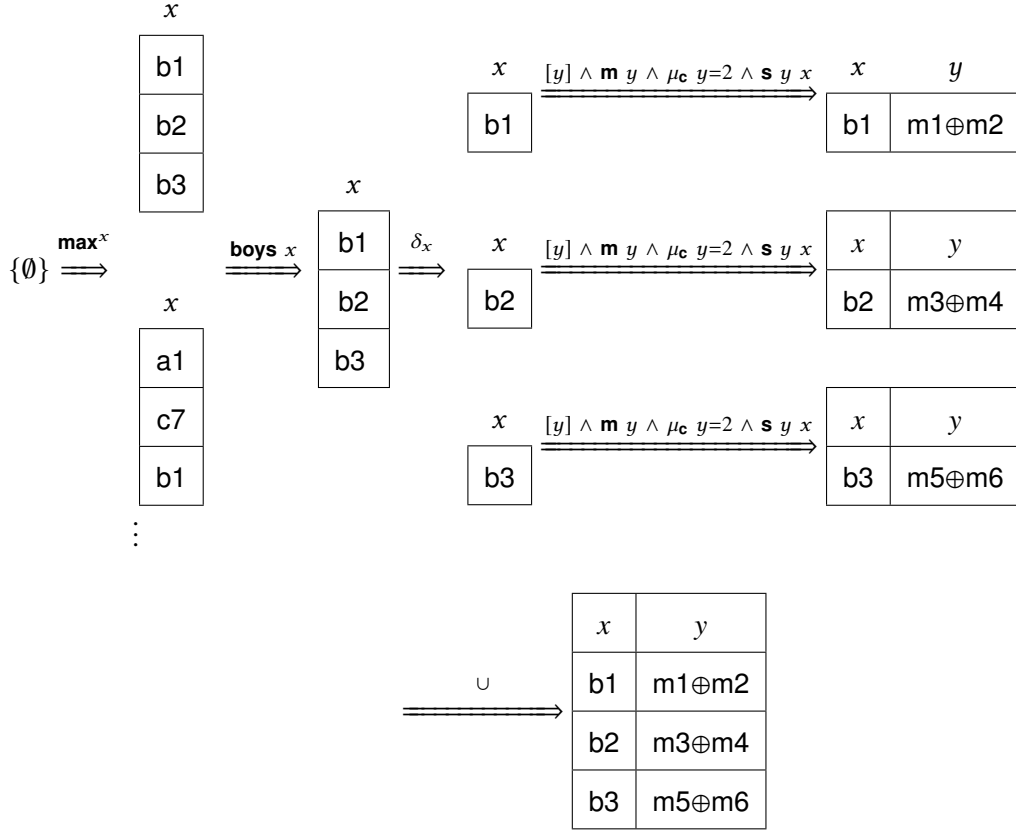 x
b1
b2
b3
{∅} ⟹ max^x
x
a1
c7
b1
⋮
boys x
x
b1
b2
b3
δ_x
x
b1
[y] ∧ m y ∧ μ_c y=2 ∧ s y x
x y
b1 m1⊕m2
x
b2
[y] ∧ m y ∧ μ_c y=2 ∧ s y x
x y
b2 m3⊕m4
x
b3
[y] ∧ m y ∧ μ_c y=2 ∧ s y x
x y
b3 m5⊕m6
∪
x y
b1 m1⊕m2
b2 m3⊕m4
b3 m5⊕m6